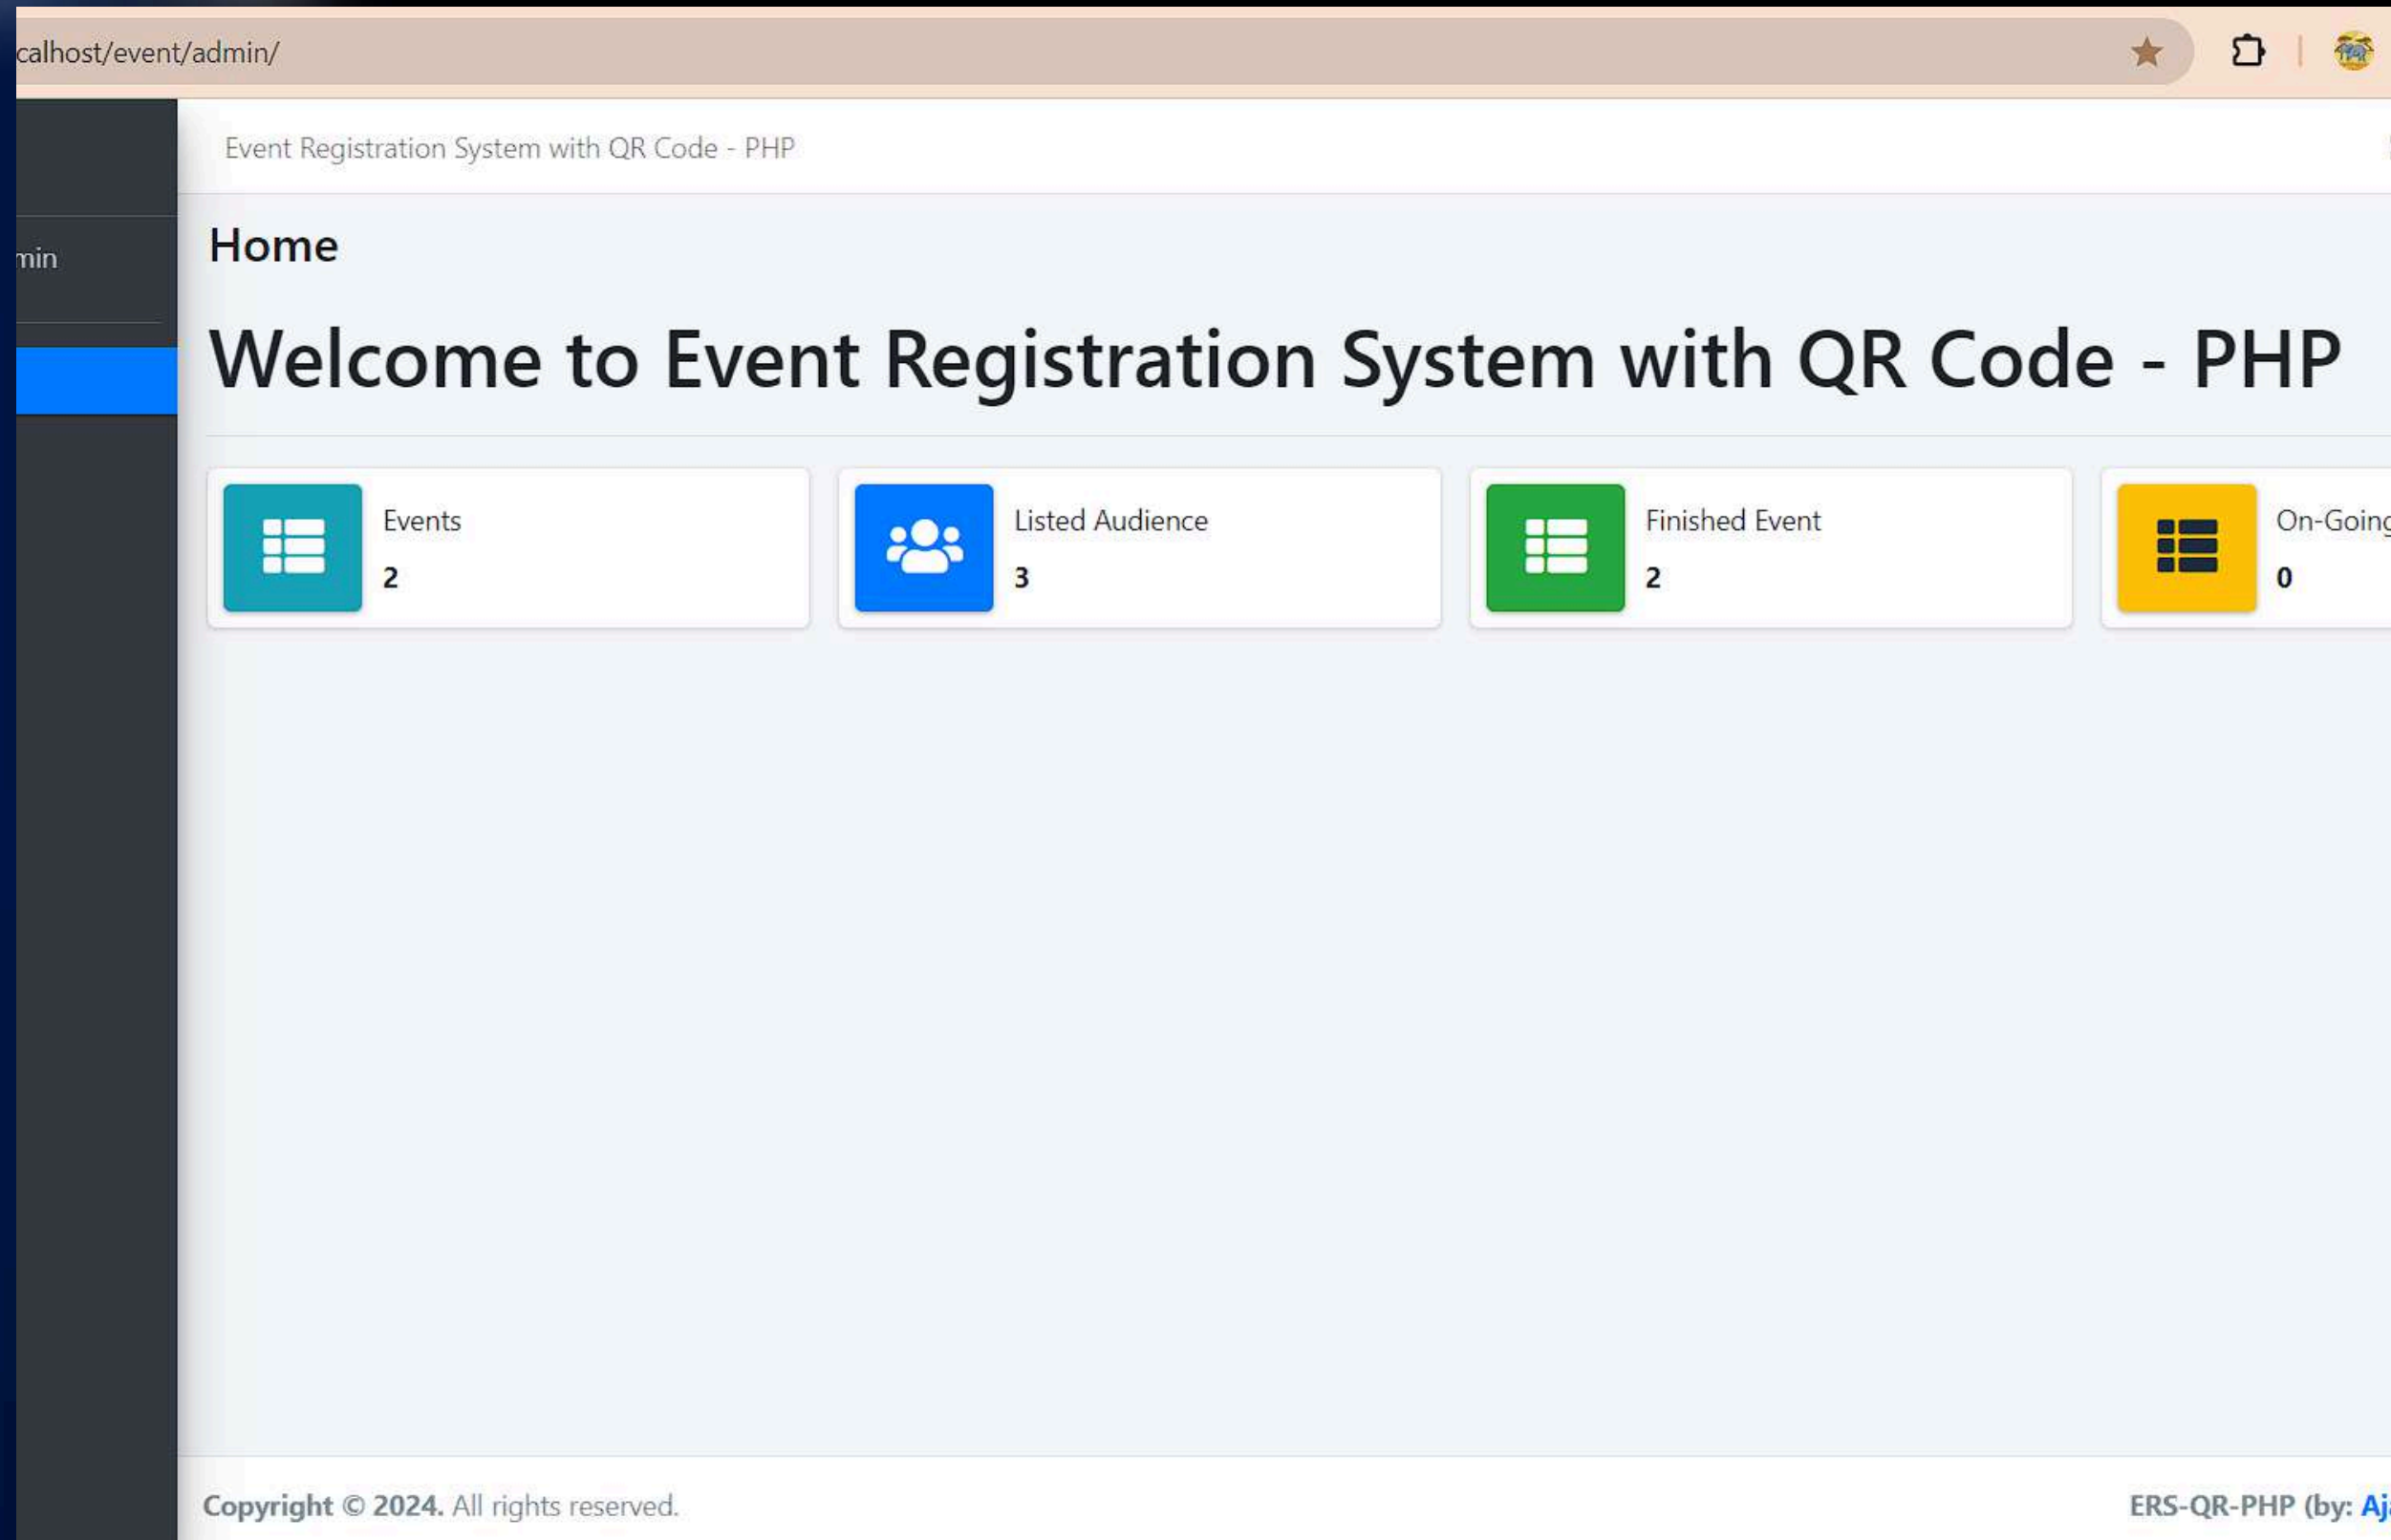 calhost/event/admin/
Event Registration System with QR Code - PHP
min
Home
Welcome to Event Registration System with QR Code - PHP
Events
2
Listed Audience
3
Finished Event
2
On-Going
0
Copyright © 2024. All rights reserved.
ERS-QR-PHP (by: Aja